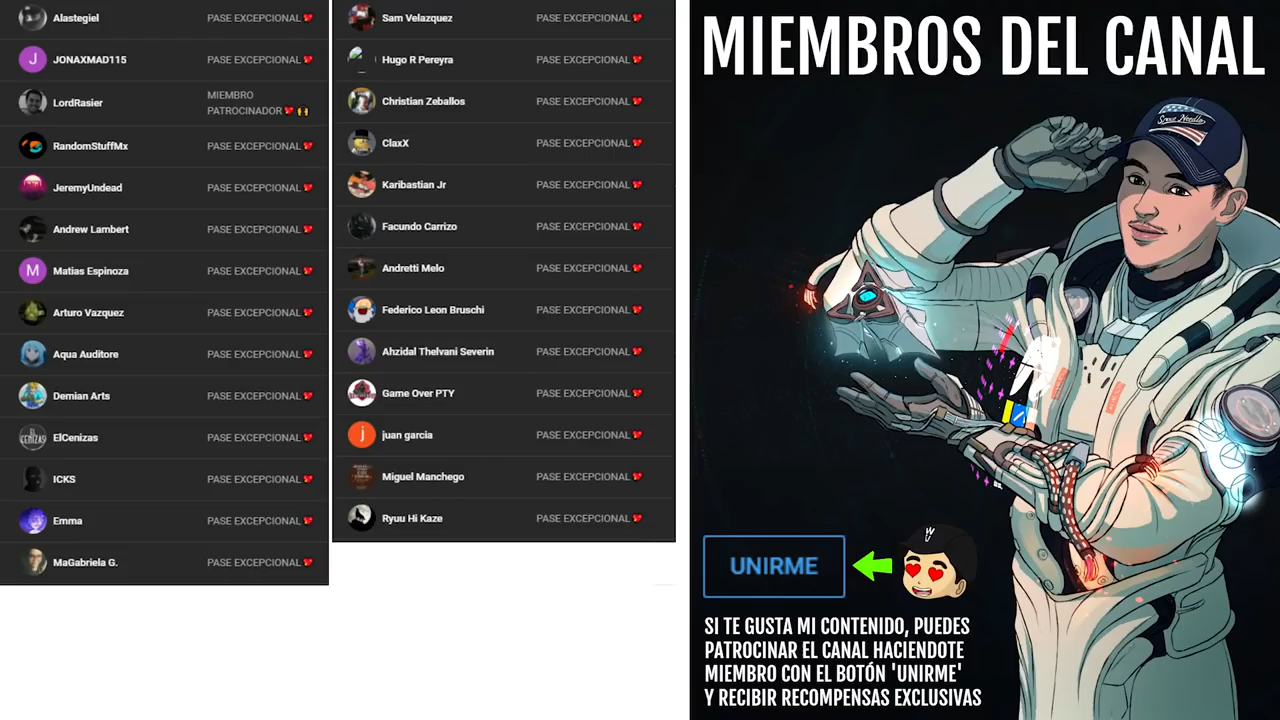 Alastegiel PASE EXCEPCIONAL
J JONAXMAD115 PASE EXCEPCIONAL
LordRasier MIEMBRO
PATROCINADOR
RandomStuffMx PASE EXCEPCIONAL
JeremyUndead PASE EXCEPCIONAL
Andrew Lambert PASE EXCEPCIONAL
M Matias Espinoza PASE EXCEPCIONAL
Arturo Vazquez PASE EXCEPCIONAL
Aqua Auditore PASE EXCEPCIONAL
Demian Arts PASE EXCEPCIONAL
EL CENIZAS ElCenizas PASE EXCEPCIONAL
ICKS PASE EXCEPCIONAL
Emma PASE EXCEPCIONAL
MaGabriela G. PASE EXCEPCIONAL
Sam Velazquez PASE EXCEPCIONAL
Hugo R Pereyra PASE EXCEPCIONAL
Christian Zeballos PASE EXCEPCIONAL
ClaxX PASE EXCEPCIONAL
Karibastian Jr PASE EXCEPCIONAL
Facundo Carrizo PASE EXCEPCIONAL
Andretti Melo PASE EXCEPCIONAL
Federico Leon Bruschi PASE EXCEPCIONAL
Ahzidal Thelvani Severin PASE EXCEPCIONAL
Game Over PTY PASE EXCEPCIONAL
j juan garcia PASE EXCEPCIONAL
Miguel Manchego PASE EXCEPCIONAL
Ryuu Hi Kaze PASE EXCEPCIONAL
MIEMBROS DEL CANAL
Space Needle
UNIRME
SI TE GUSTA MI CONTENIDO, PUEDES
PATROCINAR EL CANAL HACIENDOTE
MIEMBRO CON EL BOTÓN 'UNIRME'
Y RECIBIR RECOMPENSAS EXCLUSIVAS